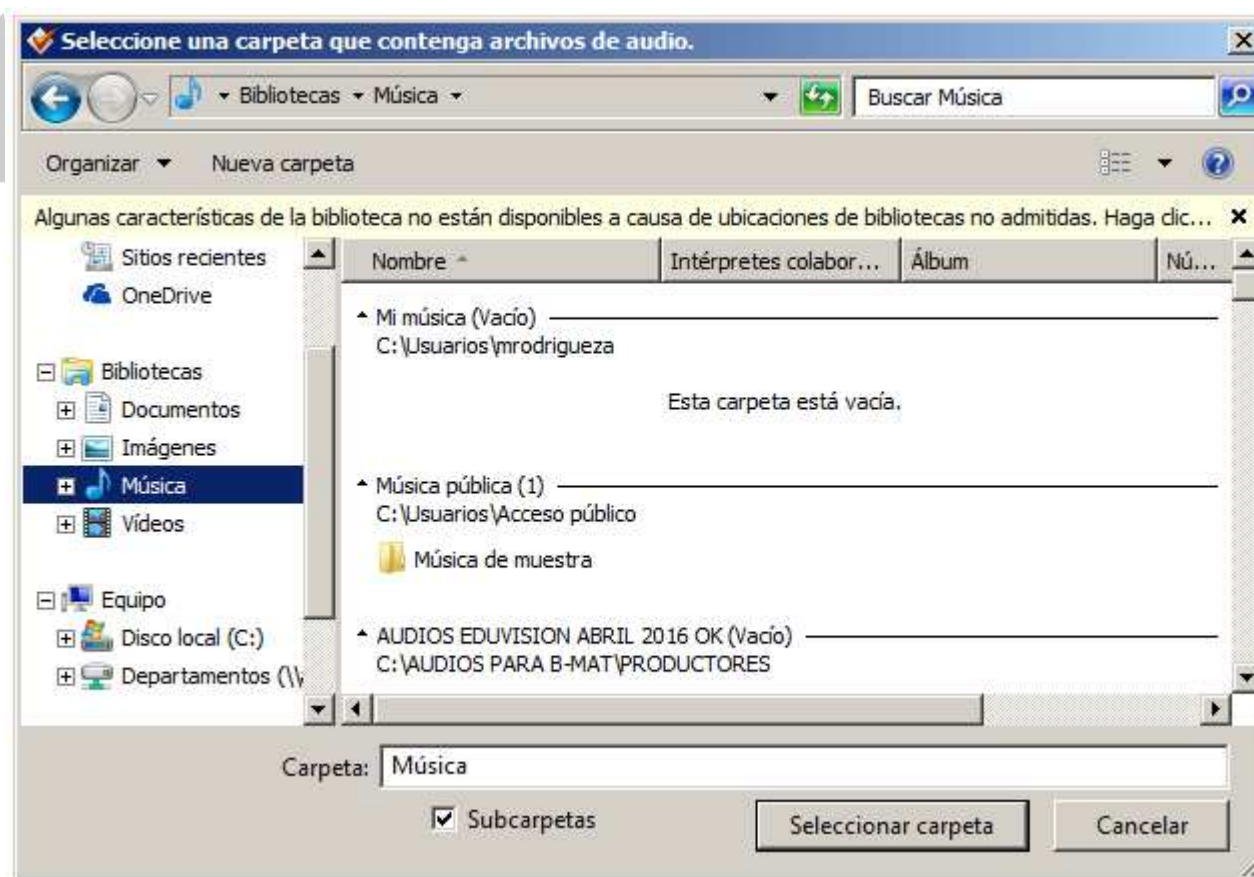 Seleccione una carpeta que contenga archivos de audio.
Bibliotecas Música
Buscar Música
Organizar Nueva carpeta
Algunas características de la biblioteca no están disponibles a causa de ubicaciones de bibliotecas no admitidas. Haga clic...
Sitios recientes
OneDrive
Bibliotecas
Documentos
Imágenes
Música
Vídeos
Equipo
Disco local (C:)
Departamentos (\\
Nombre Intérpretes colabor... Álbum Nú...
Mi música (Vacío)
C:\Usuarios\mrodrigueza
Esta carpeta está vacía.
Música pública (1)
C:\Usuarios\Acceso público
Música de muestra
AUDIOS EDUVISION ABRIL 2016 OK (Vacío)
C:\AUDIOS PARA B-MAT\PRODUCTORES
Carpeta: Música
Subcarpetas
Seleccionar carpeta
Cancelar